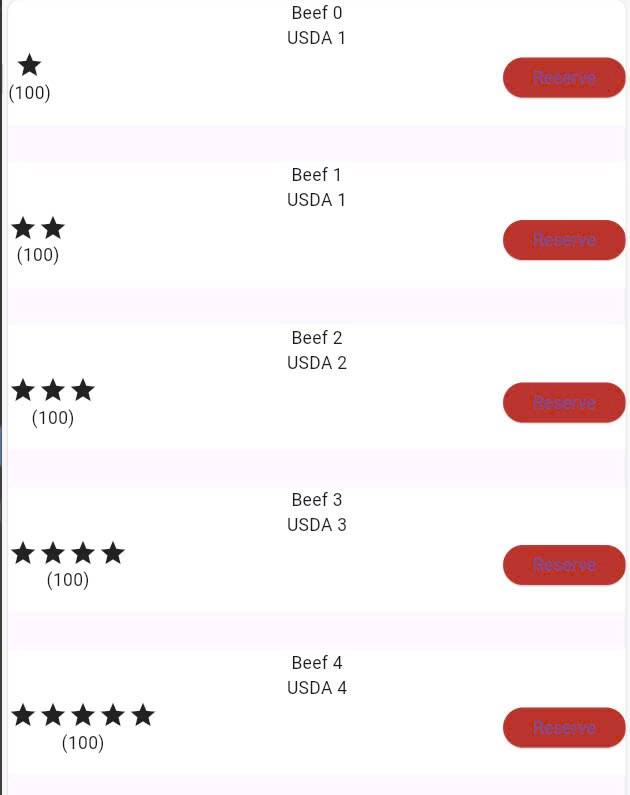 Beef 0
USDA 1
(100)
Reserve
Beef 1
USDA 1
(100)
Reserve
Beef 2
USDA 2
(100)
Reserve
Beef 3
USDA 3
(100)
Reserve
Beef 4
USDA 4
(100)
Reserve